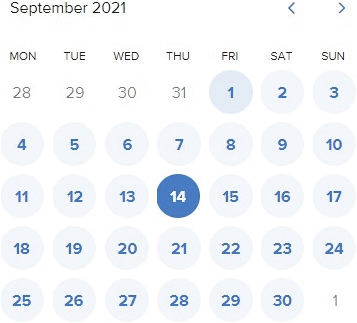 September 2021
MON TUE WED THU FRI SAT SUN
28 29 30 31 1 2 3
4 5 6 7 8 9 10
11 12 13 14 15 16 17
18 19 20 21 22 23 24
25 26 27 28 29 30 1